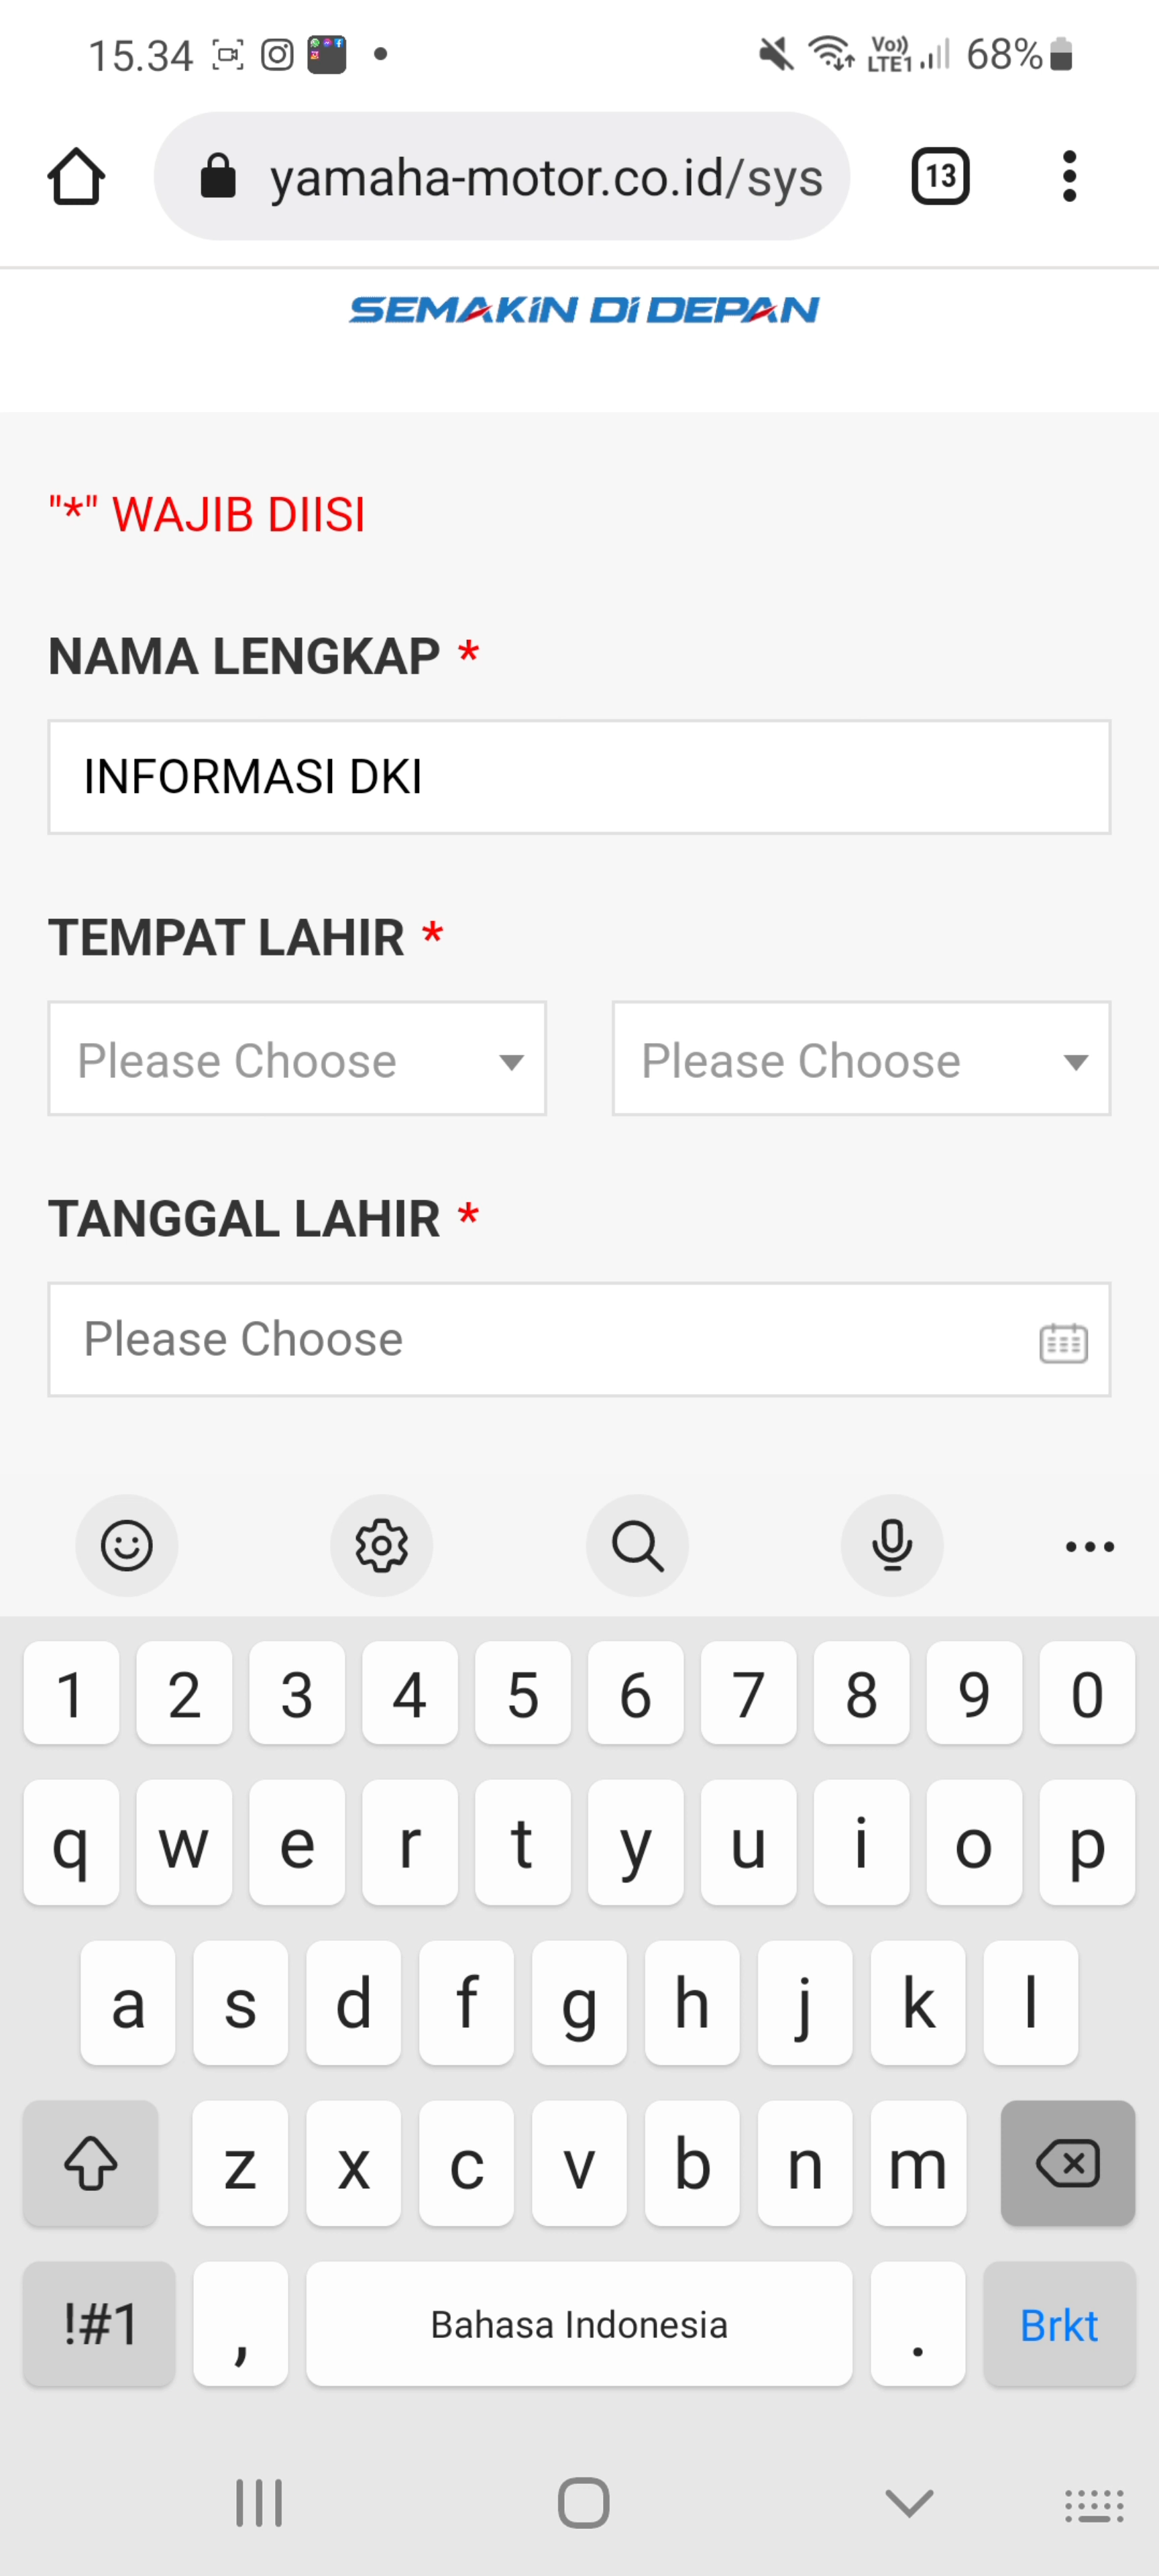 15.34
Vo)) LTE1 68%
yamaha-motor.co.id/sys
13
SEMAKIN DI DEPAN
"*" WAJIB DIISI
NAMA LENGKAP *
INFORMASI DKI
TEMPAT LAHIR *
Please Choose Please Choose
TANGGAL LAHIR *
Please Choose
1 2 3 4 5 6 7 8 9 0
q w e r t y u i o p
a s d f g h j k l
z x c v b n m
!#1 , Bahasa Indonesia . Brkt